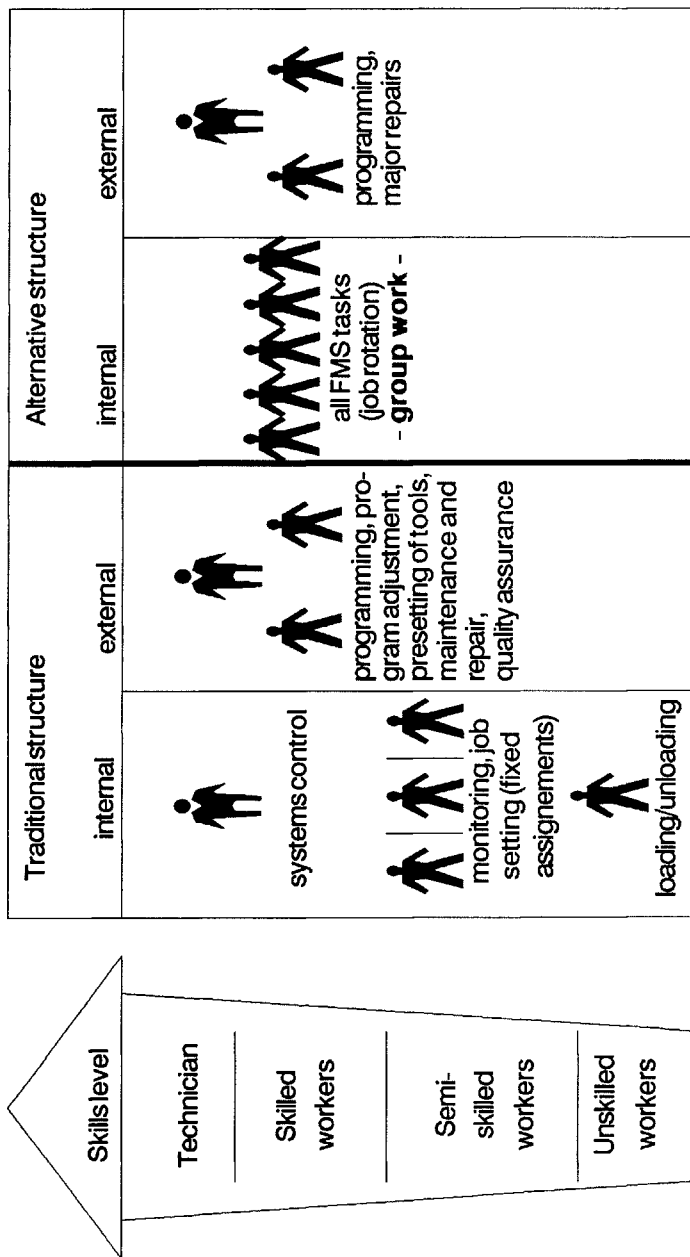 Skills level
Technician
Skilled
workers
Semi-
skilled
workers
Unskilled
workers
Traditional structure
internal
external
systems control
monitoring, job
setting (fixed
assignements)
loading/unloading
programming, pro-
gram adjustment,
presetting of tools,
maintenance and
repair,
quality assurance
Alternative structure
internal
external
all FMS tasks
(job rotation)
- group work -
programming,
major repairs